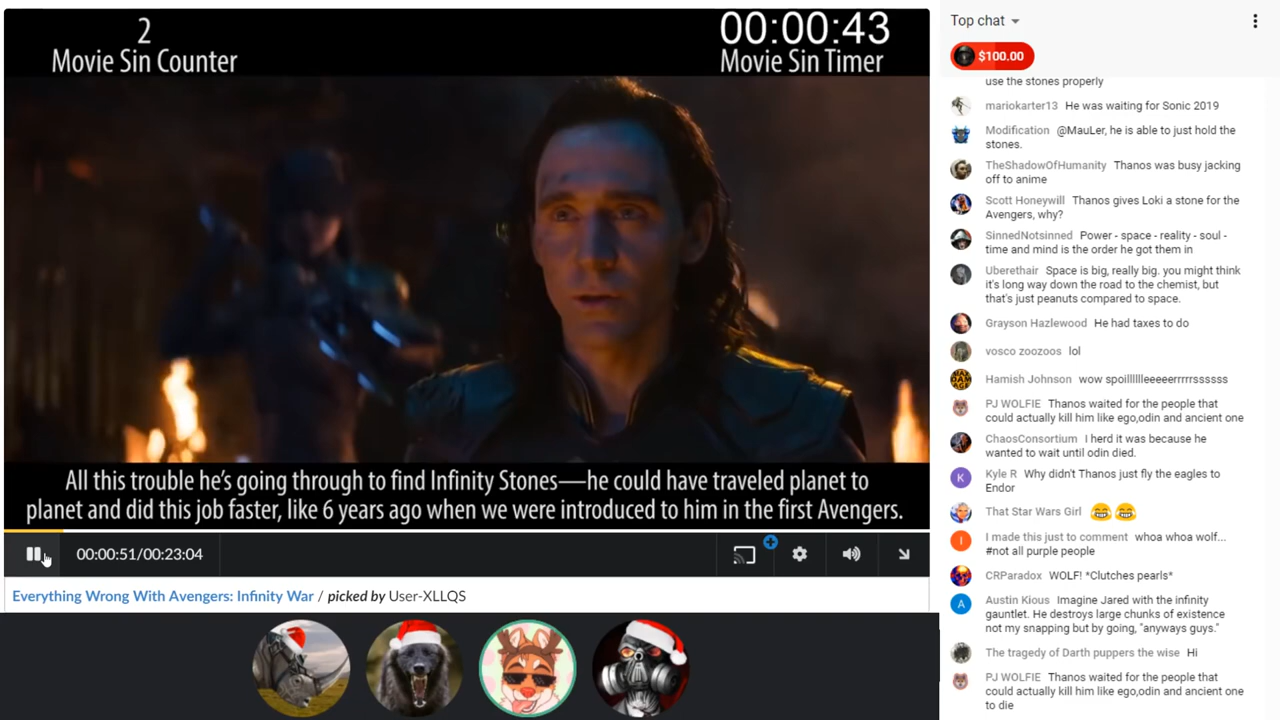 2
Movie Sin Counter
00:00:43
Movie Sin Timer
All this trouble he's going through to find Infinity Stones—he could have traveled planet to
planet and did this job faster, like 6 years ago when we were introduced to him in the first Avengers.
00:00:51/00:23:04
Everything Wrong With Avengers: Infinity War / picked by User-XLLQS
Top chat
$100.00
use the stones properly
mariokarter13 He was waiting for Sonic 2019
Modification @MauLer, he is able to just hold the
stones.
TheShadowOfHumanity Thanos was busy jacking
off to anime
Scott Honeywill Thanos gives Loki a stone for the
Avengers, why?
SinnedNotsinned Power - space - reality - soul -
time and mind is the order he got them in
Uberethair Space is big, really big. you might think
it's long way down the road to the chemist, but
that's just peanuts compared to space.
Grayson Hazlewood He had taxes to do
vosco zoozoos lol
Hamish Johnson wow spoillllllleeeeerrrrrssssss
PJ WOLFIE Thanos waited for the people that
could actually kill him like ego,odin and ancient one
ChaosConsortium I herd it was because he
wanted to wait until odin died.
K
Kyle R Why didn't Thanos just fly the eagles to
Endor
That Star Wars Girl
I
I made this just to comment whoa whoa wolf...
#not all purple people
CRParadox WOLF! *Clutches pearls*
A
Austin Kious Imagine Jared with the infinity
gauntlet. He destroys large chunks of existence
not my snapping but by going, "anyways guys."
The tragedy of Darth puppers the wise Hi
PJ WOLFIE Thanos waited for the people that
could actually kill him like ego,odin and ancient one
to die